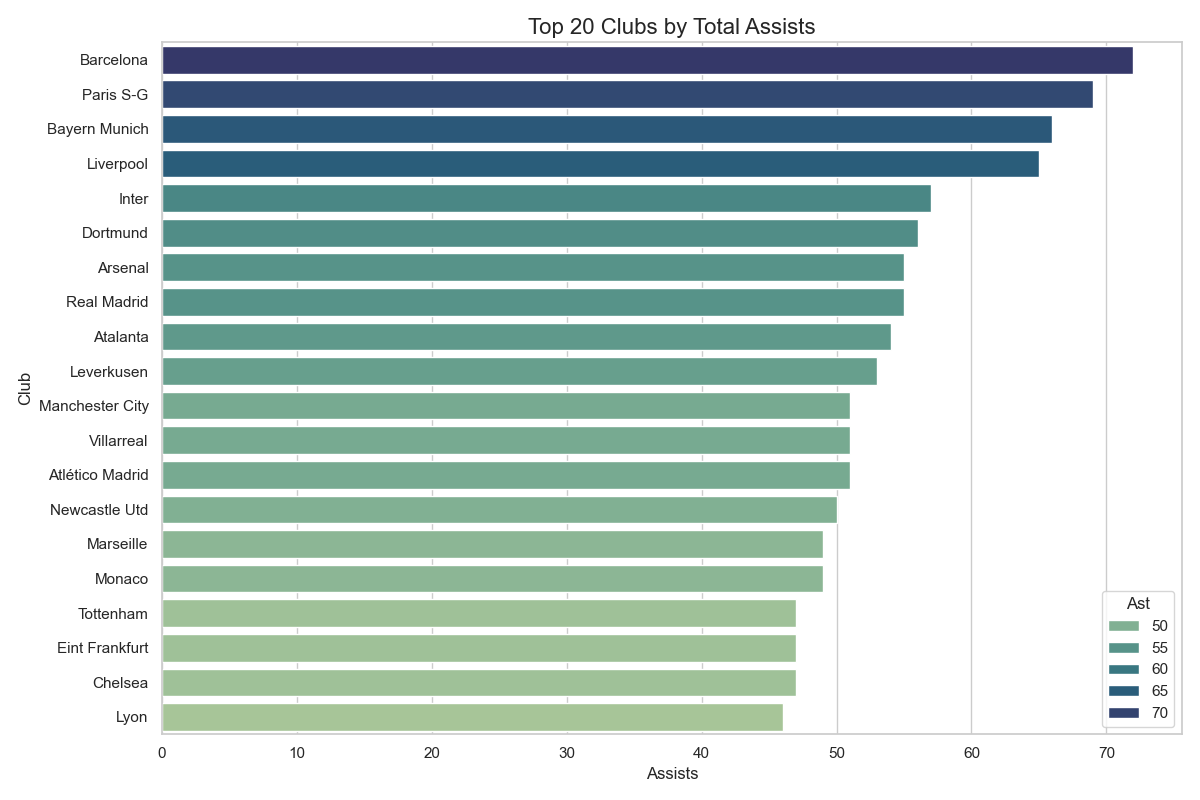 Top 20 Clubs by Total Assists
Club
Barcelona
Paris S-G
Bayern Munich
Liverpool
Inter
Dortmund
Arsenal
Real Madrid
Atalanta
Leverkusen
Manchester City
Villarreal
Atlético Madrid
Newcastle Utd
Marseille
Monaco
Tottenham
Eint Frankfurt
Chelsea
Lyon
Ast
50
55
60
65
70
0 10 20 30 40 50 60 70
Assists